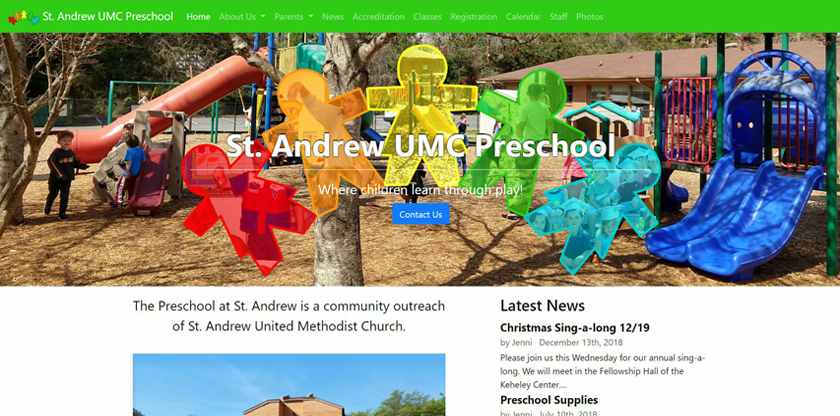 St. Andrew UMC Preschool Home About Us Parents News Accreditation Classes Registration Calendar Staff Photos
St. Andrew UMC Preschool
Where children learn through play!
Contact Us
The Preschool at St. Andrew is a community outreach
of St. Andrew United Methodist Church.
Latest News
Christmas Sing-a-long 12/19
by Jenni December 13th, 2018
Please join us this Wednesday for our annual sing-a-
long. We will meet in the Fellowship Hall of the
Keheley Center....
Preschool Supplies
by Jenni July 10th, 2018